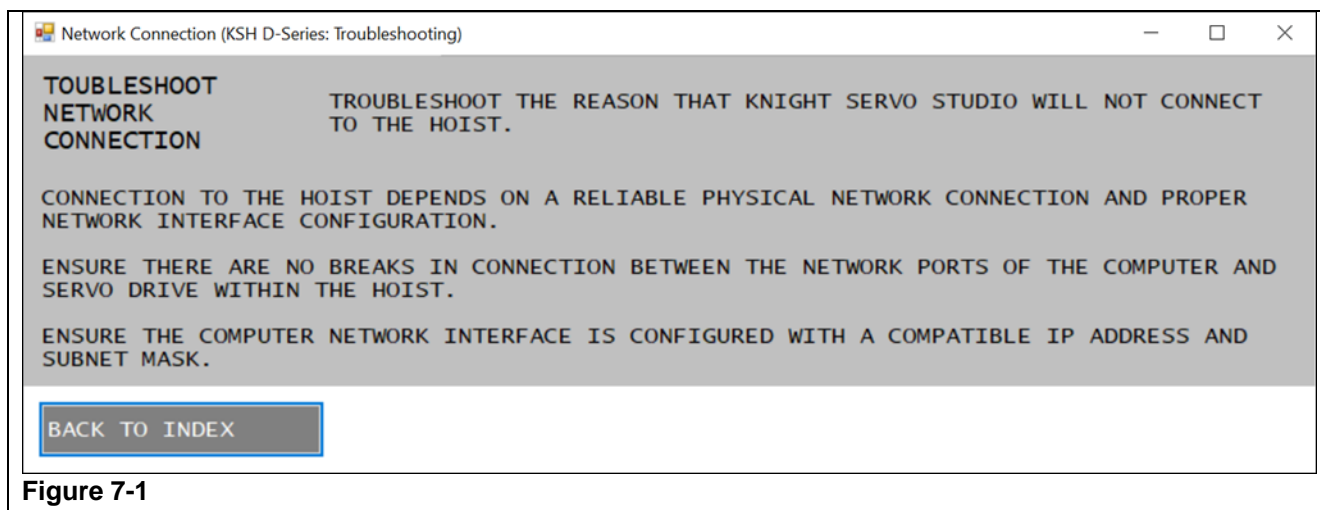 Network Connection (KSH D-Series: Troubleshooting)
TOUBLESHOOT
NETWORK
CONNECTION
TROUBLESHOOT THE REASON THAT KNIGHT SERVO STUDIO WILL NOT CONNECT
TO THE HOIST.
CONNECTION TO THE HOIST DEPENDS ON A RELIABLE PHYSICAL NETWORK CONNECTION AND PROPER
NETWORK INTERFACE CONFIGURATION.
ENSURE THERE ARE NO BREAKS IN CONNECTION BETWEEN THE NETWORK PORTS OF THE COMPUTER AND
SERVO DRIVE WITHIN THE HOIST.
ENSURE THE COMPUTER NETWORK INTERFACE IS CONFIGURED WITH A COMPATIBLE IP ADDRESS AND
SUBNET MASK.
BACK TO INDEX
Figure 7-1